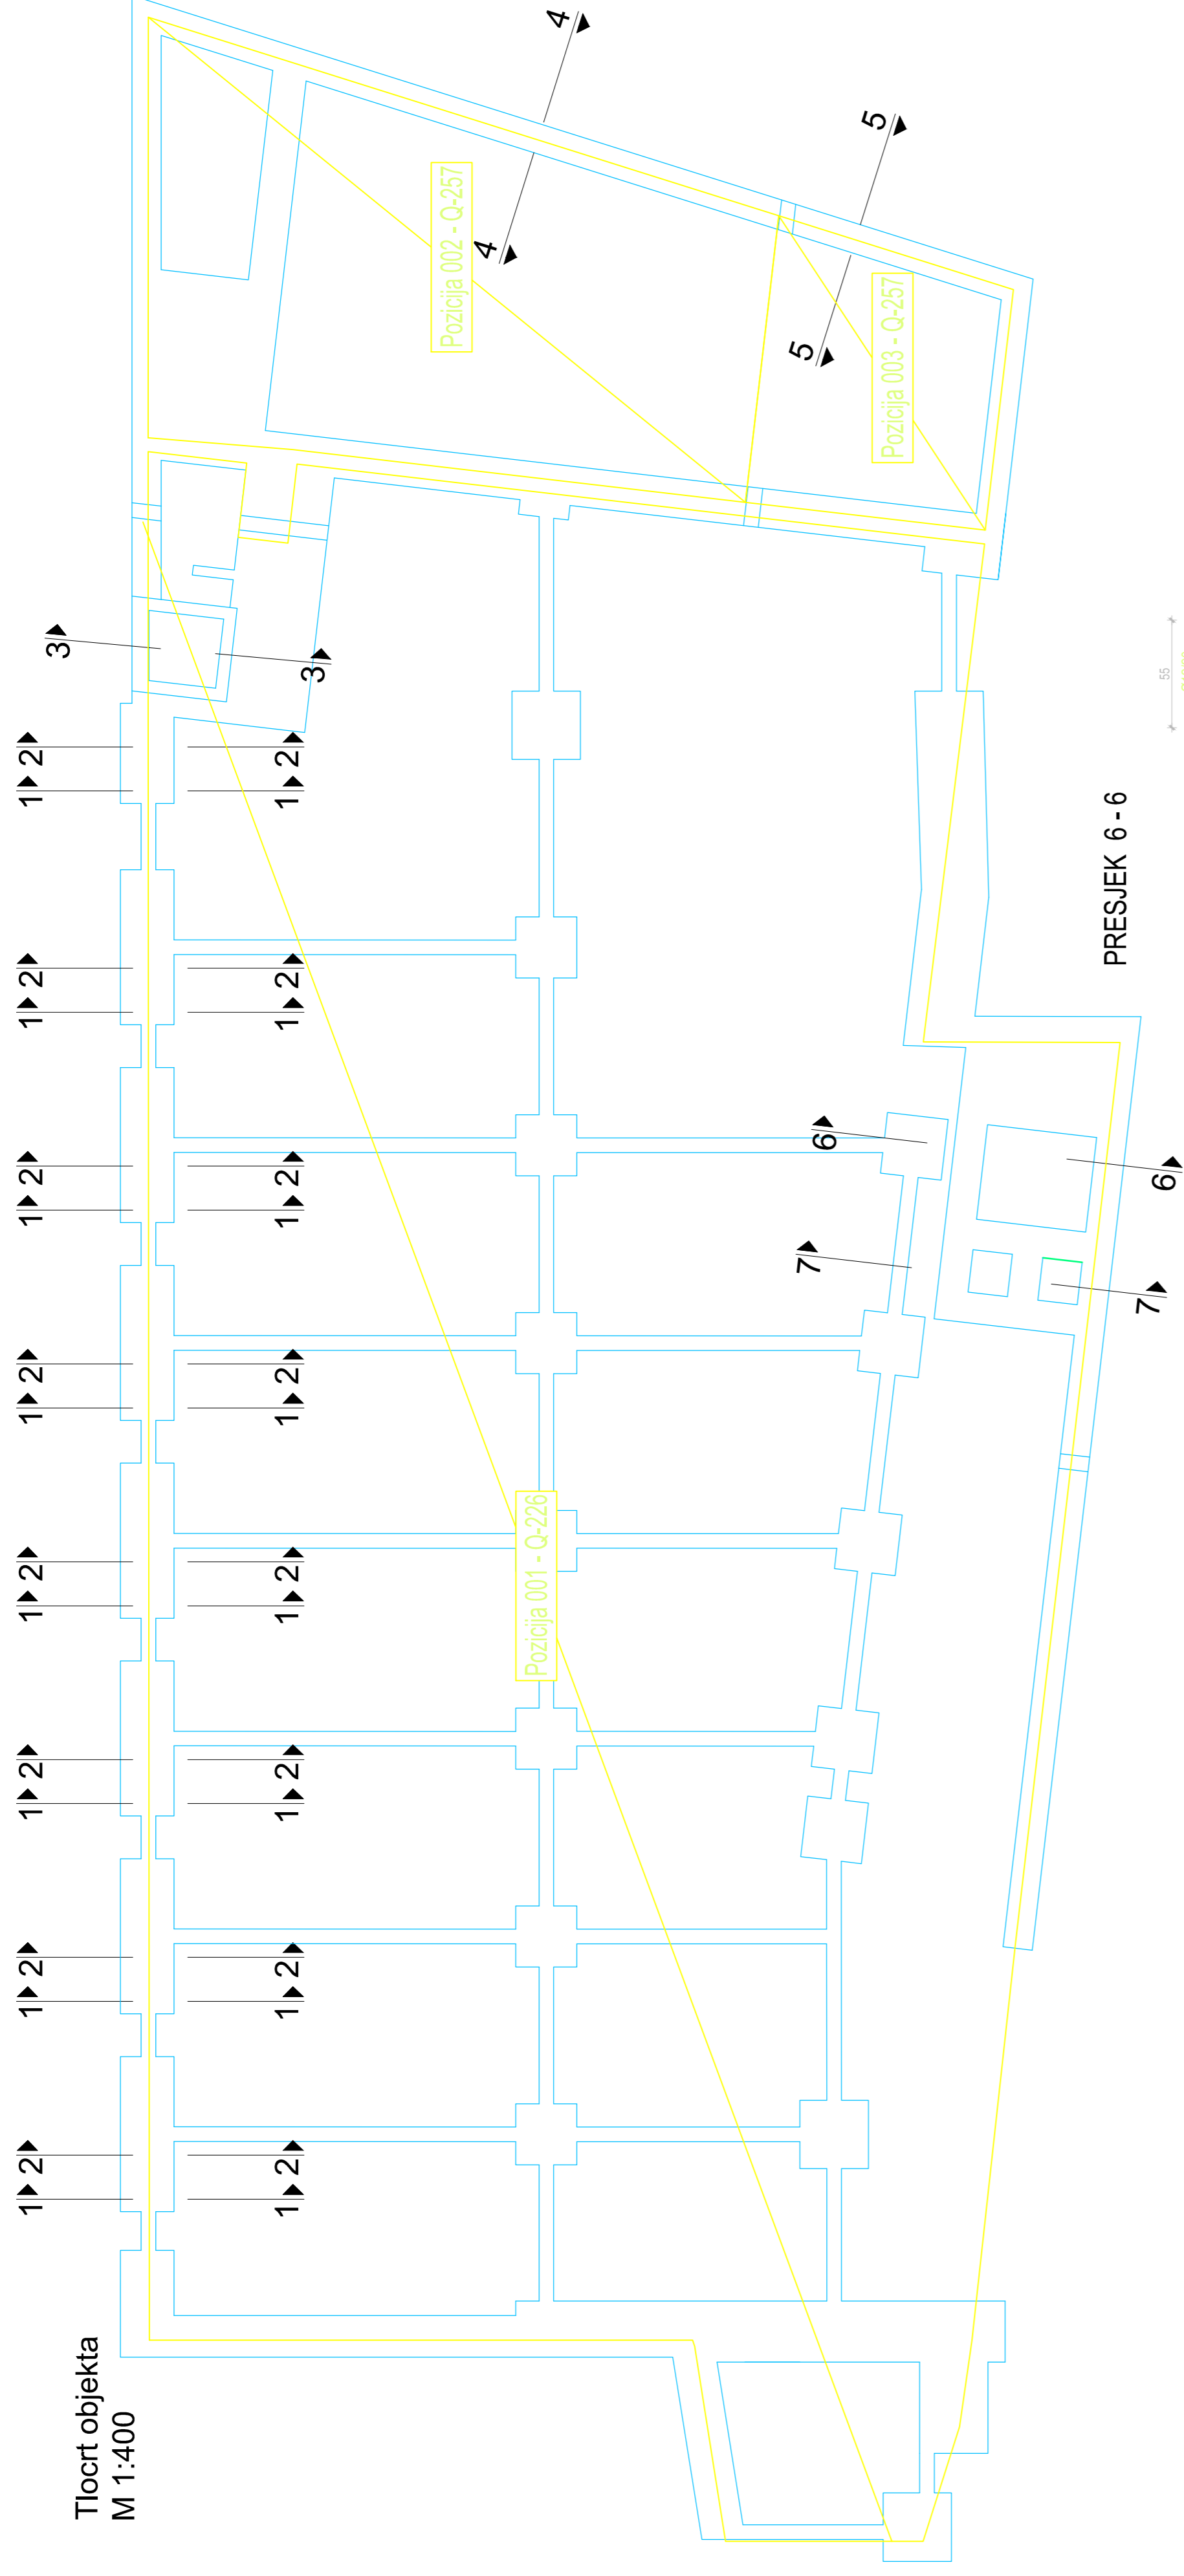 Tlocrt objekta
M 1:400
1 2 1 2 1 2 1 2 1 2 1 2 1 2 1 2 3
1 2 1 2 1 2 1 2 1 2 1 2 1 2 1 2 3
Pozicija 002 - Q-257
4
4
Pozicija 001 - Q-226
5
5
Pozicija 003 - Q-257
7
6
7
6
PRESJEK 6 - 6
55